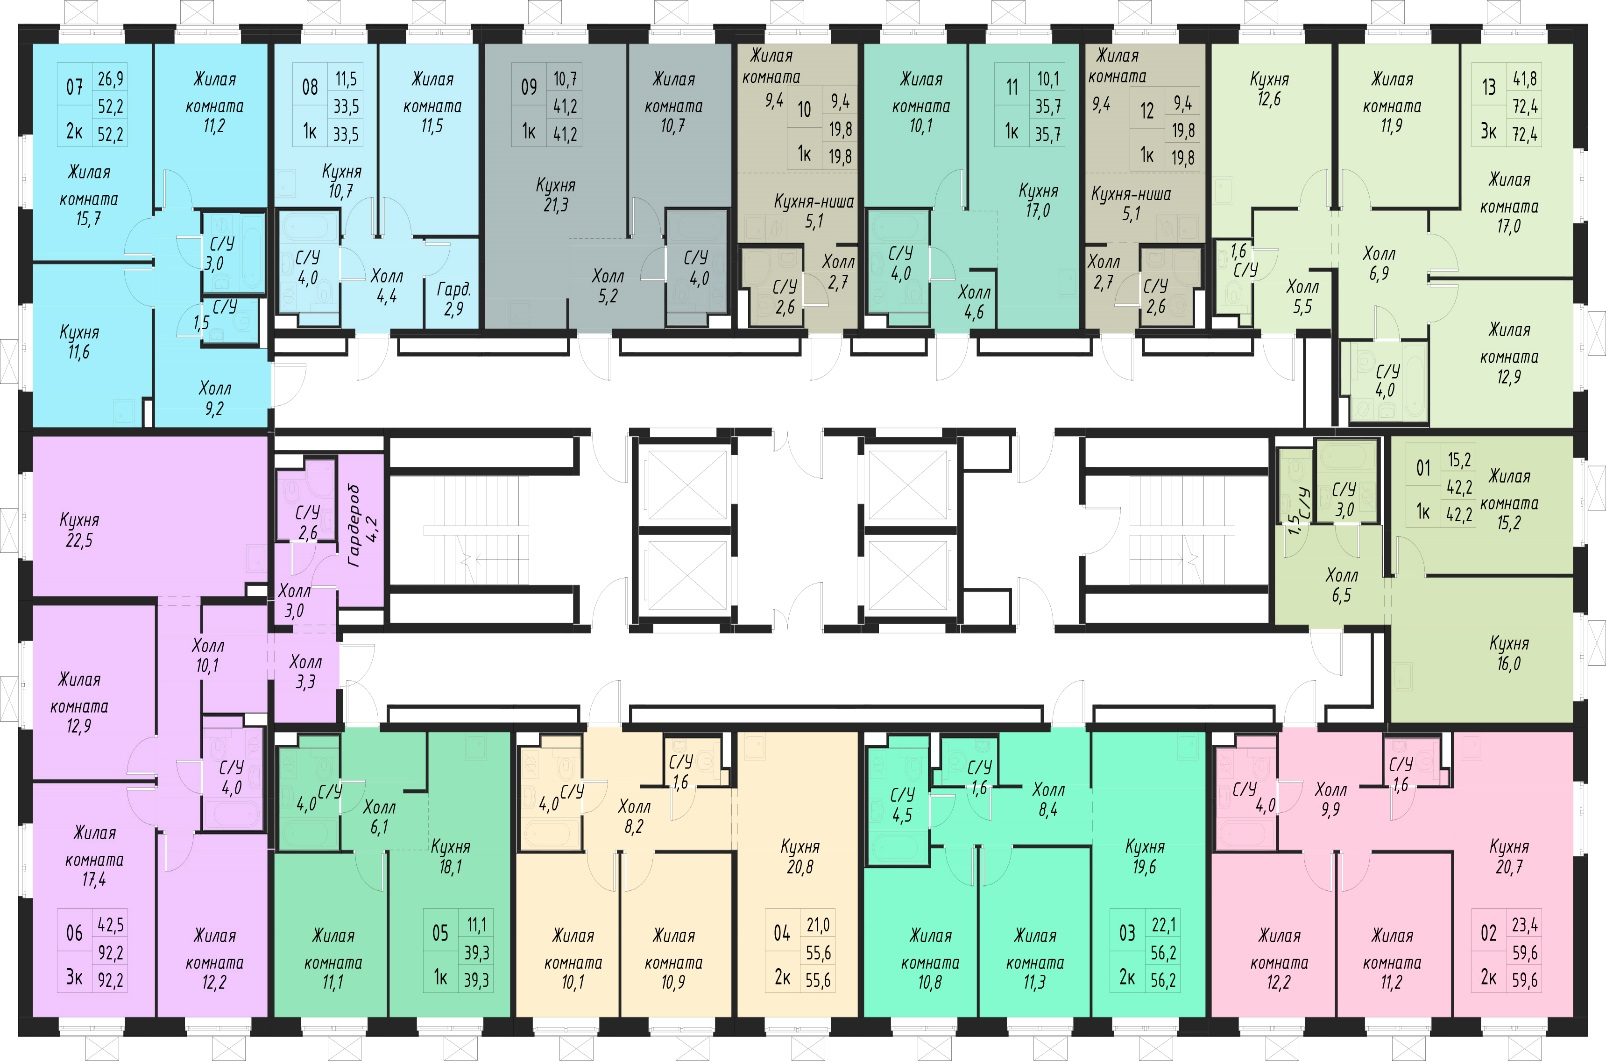 07
26,9
52,2
2к
52,2
Жилая
комната
15,7
Жилая
комната
11,2
С/У
3,0
С/У
1,5
Кухня
11,6
Холл
9,2
08
11,5
33,5
1к
33,5
Кухня
10,7
Жилая
комната
11,5
С/У
4,0
Холл
4,4
Гард.
2,9
09
10,7
41,2
1к
41,2
Кухня
21,3
Жилая
комната
10,7
Холл
5,2
С/У
4,0
Жилая
комната
9,4
10
9,4
19,8
1к
19,8
Кухня-ниша
5,1
Холл
2,7
С/У
2,6
Жилая
комната
10,1
11
10,1
35,7
1к
35,7
Кухня
17,0
С/У
4,0
Холл
4,6
Жилая
комната
9,4
12
9,4
19,8
1к
19,8
Кухня-ниша
5,1
Холл
2,7
С/У
2,6
Кухня
12,6
Жилая
комната
11,9
13
41,8
72,4
3к
72,4
Жилая
комната
17,0
1,6
С/У
Холл
5,5
Холл
6,9
Жилая
комната
12,9
С/У
4,0
Кухня
22,5
С/У
2,6
Гардероб
4,2
Холл
3,0
Холл
3,3
Холл
10,1
Жилая
комната
12,9
С/У
4,0
Жилая
комната
17,4
06
42,5
92,2
3к
92,2
Жилая
комната
12,2
01
15,2
42,2
1к
42,2
Жилая
комната
15,2
1,5
С/У
С/У
3,0
Холл
6,5
Кухня
16,0
4,0
С/У
Холл
6,1
Кухня
18,1
Жилая
комната
11,1
05
11,1
39,3
1к
39,3
4,0
С/У
Холл
8,2
С/У
1,6
Кухня
20,8
Жилая
комната
10,1
Жилая
комната
10,9
04
21,0
55,6
2к
55,6
С/У
4,5
С/У
1,6
Холл
8,4
Кухня
19,6
Жилая
комната
10,8
Жилая
комната
11,3
03
22,1
56,2
2к
56,2
С/У
4,0
Холл
9,9
С/У
1,6
Кухня
20,7
Жилая
комната
12,2
Жилая
комната
11,2
02
23,4
59,6
2к
59,6